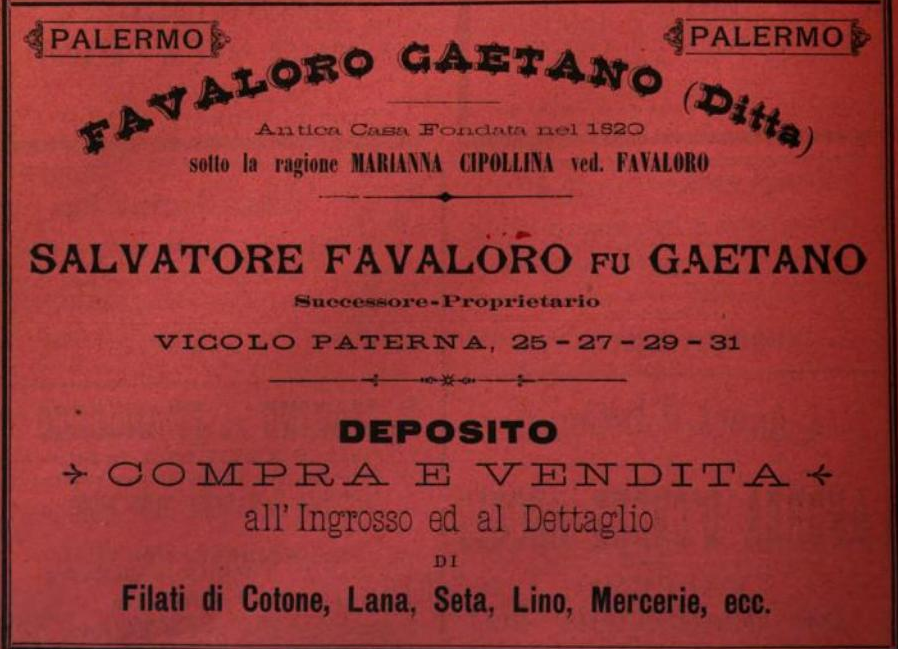 PALERMO PALERMO
FAVALORO GAETANO (Ditta)
Antica Casa Fondata nel 1820
sotto la ragione MARIANNA CIPOLLINA ved. FAVALORO
SALVATORE FAVALORO FU GAETANO
Successore-Proprietario
VICOLO PATERNA, 25 - 27 - 29 - 31
DEPOSITO
COMPRA E VENDITA
all' Ingrosso ed al Dettaglio
DI
Filati di Cotone, Lana, Seta, Lino, Mercerie, ecc.